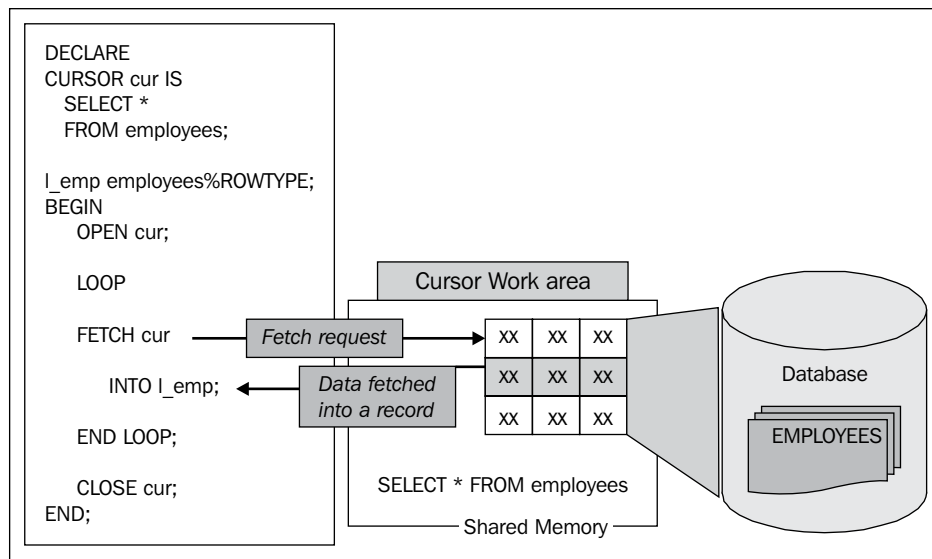 DECLARE
CURSOR cur IS
SELECT *
FROM employees;
l_emp employees%ROWTYPE;
BEGIN
OPEN cur;
LOOP
FETCH cur
INTO l_emp;
END LOOP;
CLOSE cur;
END;
Cursor Work area
Fetch request
Data fetched
into a record
XX XX XX
XX XX XX
XX XX XX
SELECT * FROM employees
Shared Memory
Database
EMPLOYEES